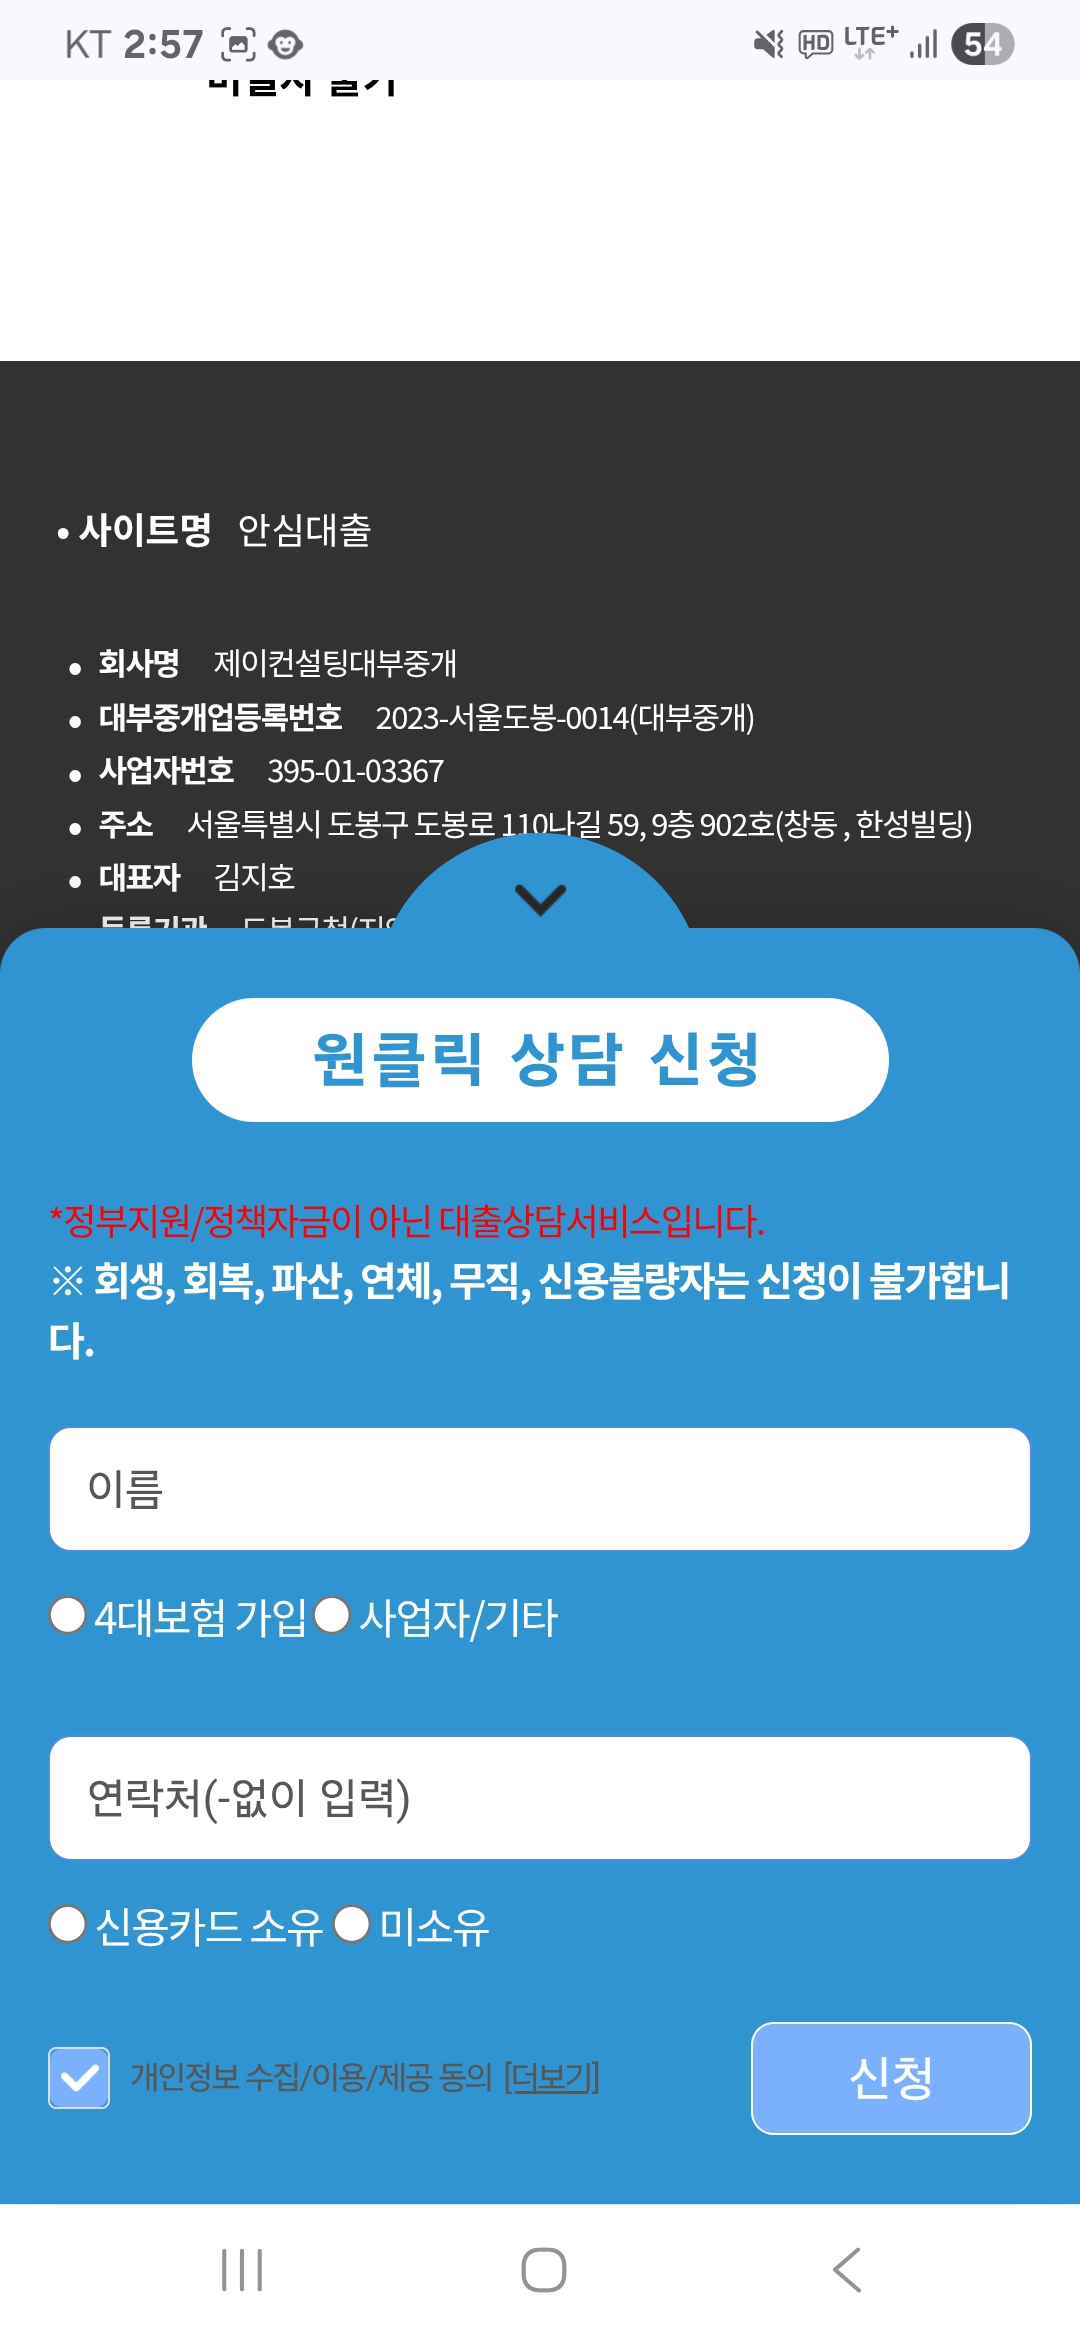 KT 2:57 HD LTE+ 54
• 사이트명 안심대출
• 회사명 제이컨설팅대부중개
• 대부중개업등록번호 2023-서울도봉-0014(대부중개)
• 사업자번호 395-01-03367
• 주소 서울특별시 도봉구 도봉로 110나길 59, 9층 902호(창동 , 한성빌딩)
• 대표자 김지호
원클릭 상담 신청
*정부지원/정책자금이 아닌 대출상담서비스입니다.
※ 회생, 회복, 파산, 연체, 무직, 신용불량자는 신청이 불가합니
다.
이름
4대보험 가입 사업자/기타
연락처(-없이 입력)
신용카드 소유 미소유
개인정보 수집/이용/제공 동의 [더보기] 신청